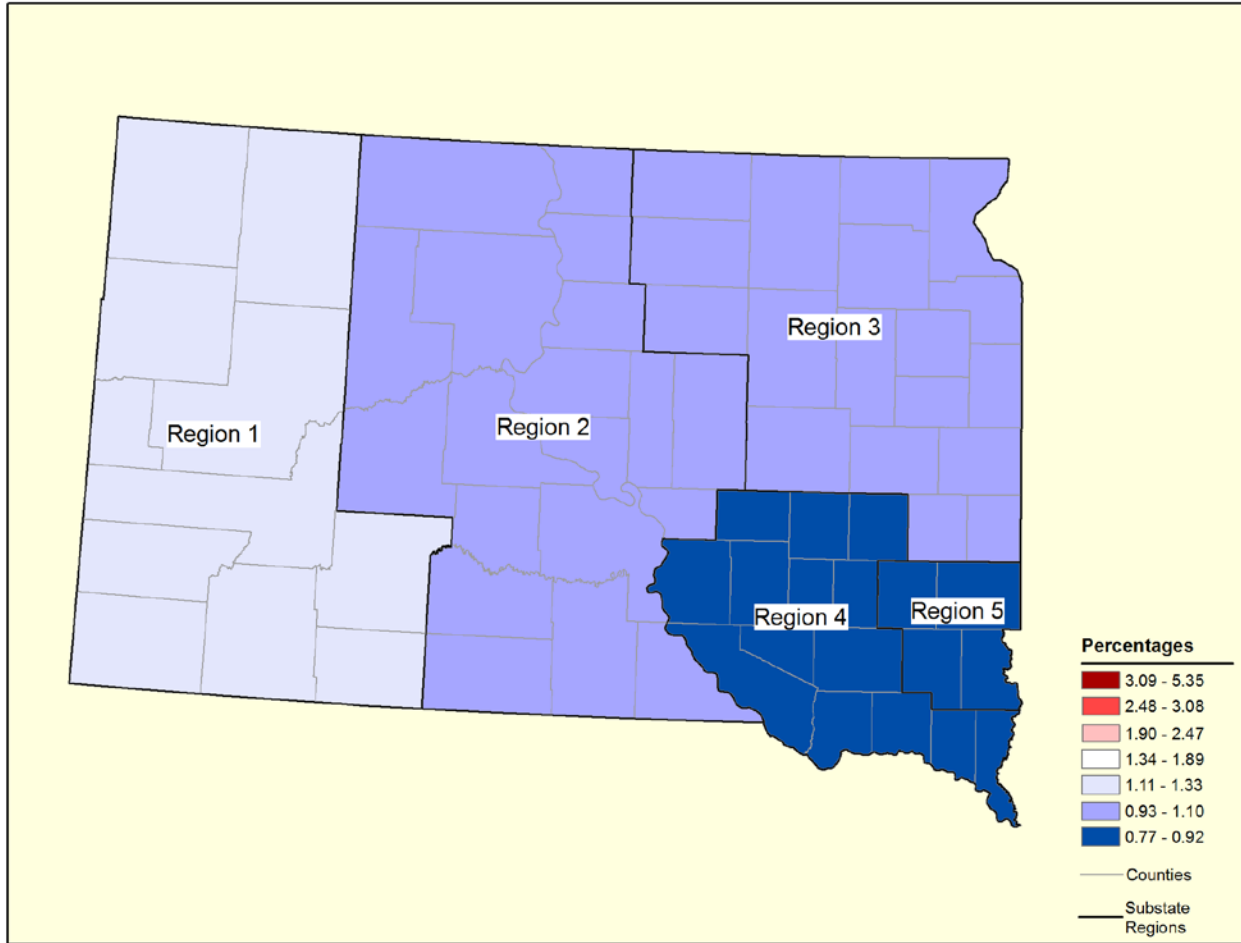 Region 3
Region 2
Region 1
Region 4
Region 5
Percentages
3.09 - 5.35
2.48 - 3.08
1.90 - 2.47
1.34 - 1.89
1.11 - 1.33
0.93 - 1.10
0.77 - 0.92
Counties
Substate
Regions